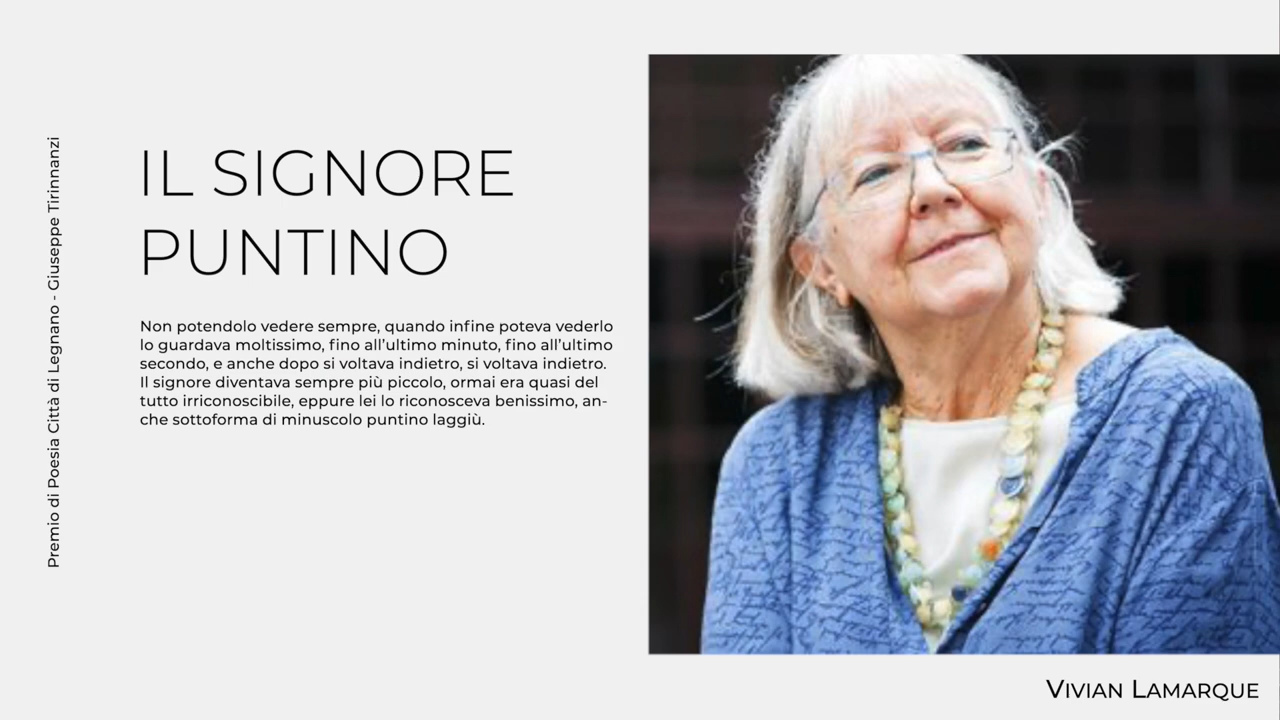 Premio di Poesia Città di Legnano - Giuseppe Tirinnanzi
IL SIGNORE
PUNTINO
Non potendolo vedere sempre, quando infine poteva vederlo
lo guardava moltissimo, fino all’ultimo minuto, fino all’ultimo
secondo, e anche dopo si voltava indietro, si voltava indietro.
Il signore diventava sempre più piccolo, ormai era quasi del
tutto irriconoscibile, eppure lei lo riconosceva benissimo, an-
che sottoforma di minuscolo puntino laggiù.
Vivian Lamarque